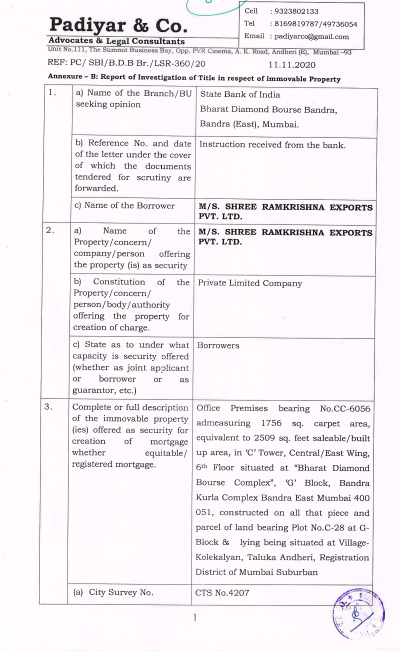 Padiyar & Co.
Advocates & Legal Consultants
Cell : 9323802133
Tel : 8169819787/49736054
Email : padiyarco@gmail.com
Unit No.111, The Summit Business Bay, Opp. PVR Cinema, A. K. Road, Andheri (E), Mumbai -93
REF: PC/ SBI/B.D.B Br./LSR-360/20 11.11.2020
Annexure – B: Report of Investigation of Title in respect of immovable Property
1.
a) Name of the Branch/BU
seeking opinion
State Bank of India
Bharat Diamond Bourse Bandra,
Bandra (East), Mumbai.
b) Reference No. and date
of the letter under the cover
of which the documents
tendered for scrutiny are
forwarded.
Instruction received from the bank.
c) Name of the Borrower
M/S. SHREE RAMKRISHNA EXPORTS
PVT. LTD.
2.
a) Name of the
Property/concern/
company/person offering
the property (is) as security
M/S. SHREE RAMKRISHNA EXPORTS
PVT. LTD.
b) Constitution of the
Property/concern/
person/body/authority
offering the property for
creation of charge.
Private Limited Company
c) State as to under what
capacity is security offered
(whether as joint applicant
or borrower or as
guarantor, etc.)
Borrowers
3.
Complete or full description
of the immovable property
(ies) offered as security for
creation of mortgage
whether equitable/
registered mortgage.
Office Premises bearing No.CC-6056
admeasuring 1756 sq. carpet area,
equivalent to 2509 sq. feet saleable/built
up area, in 'C' Tower, Central/East Wing,
6th Floor situated at "Bharat Diamond
Bourse Complex", 'G' Block, Bandra
Kurla Complex Bandra East Mumbai 400
051, constructed on all that piece and
parcel of land bearing Plot No.C-28 at G-
Block & lying being situated at Village-
Kolekalyan, Taluka Andheri, Registration
District of Mumbai Suburban
(a) City Survey No.
CTS No.4207
1